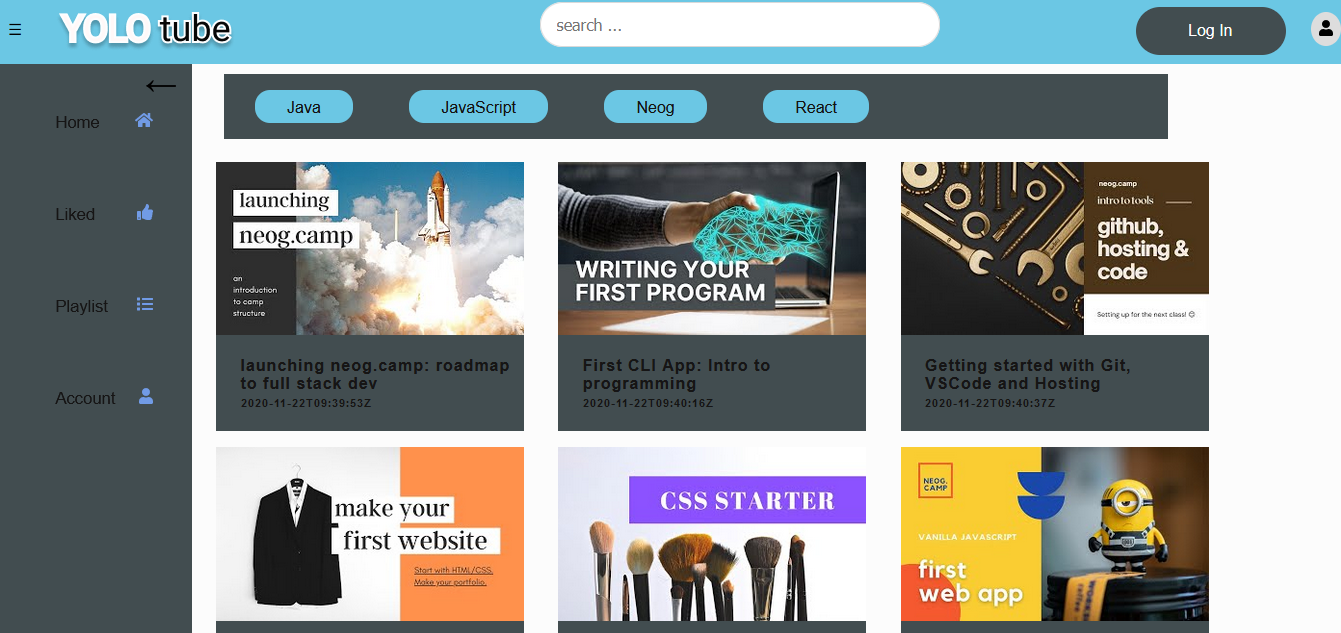 ☰ YOLO tube search ... Log In
Java JavaScript Neog React
Home
Liked
Playlist
Account
launching
neog.camp
an
introduction
to camp
structure
launching neog.camp: roadmap
to full stack dev
2020-11-22T09:39:53Z
WRITING YOUR
FIRST PROGRAM
First CLI App: Intro to
programming
2020-11-22T09:40:16Z
neog.camp
intro to tools
github,
hosting &
code
Setting up for the next class! 😊
Getting started with Git,
VSCode and Hosting
2020-11-22T09:40:37Z
make your
first website
Start with HTML/CSS.
Make your portfolio.
CSS STARTER
NEOG.
CAMP
VANILLA JAVASCRIPT
first
web app